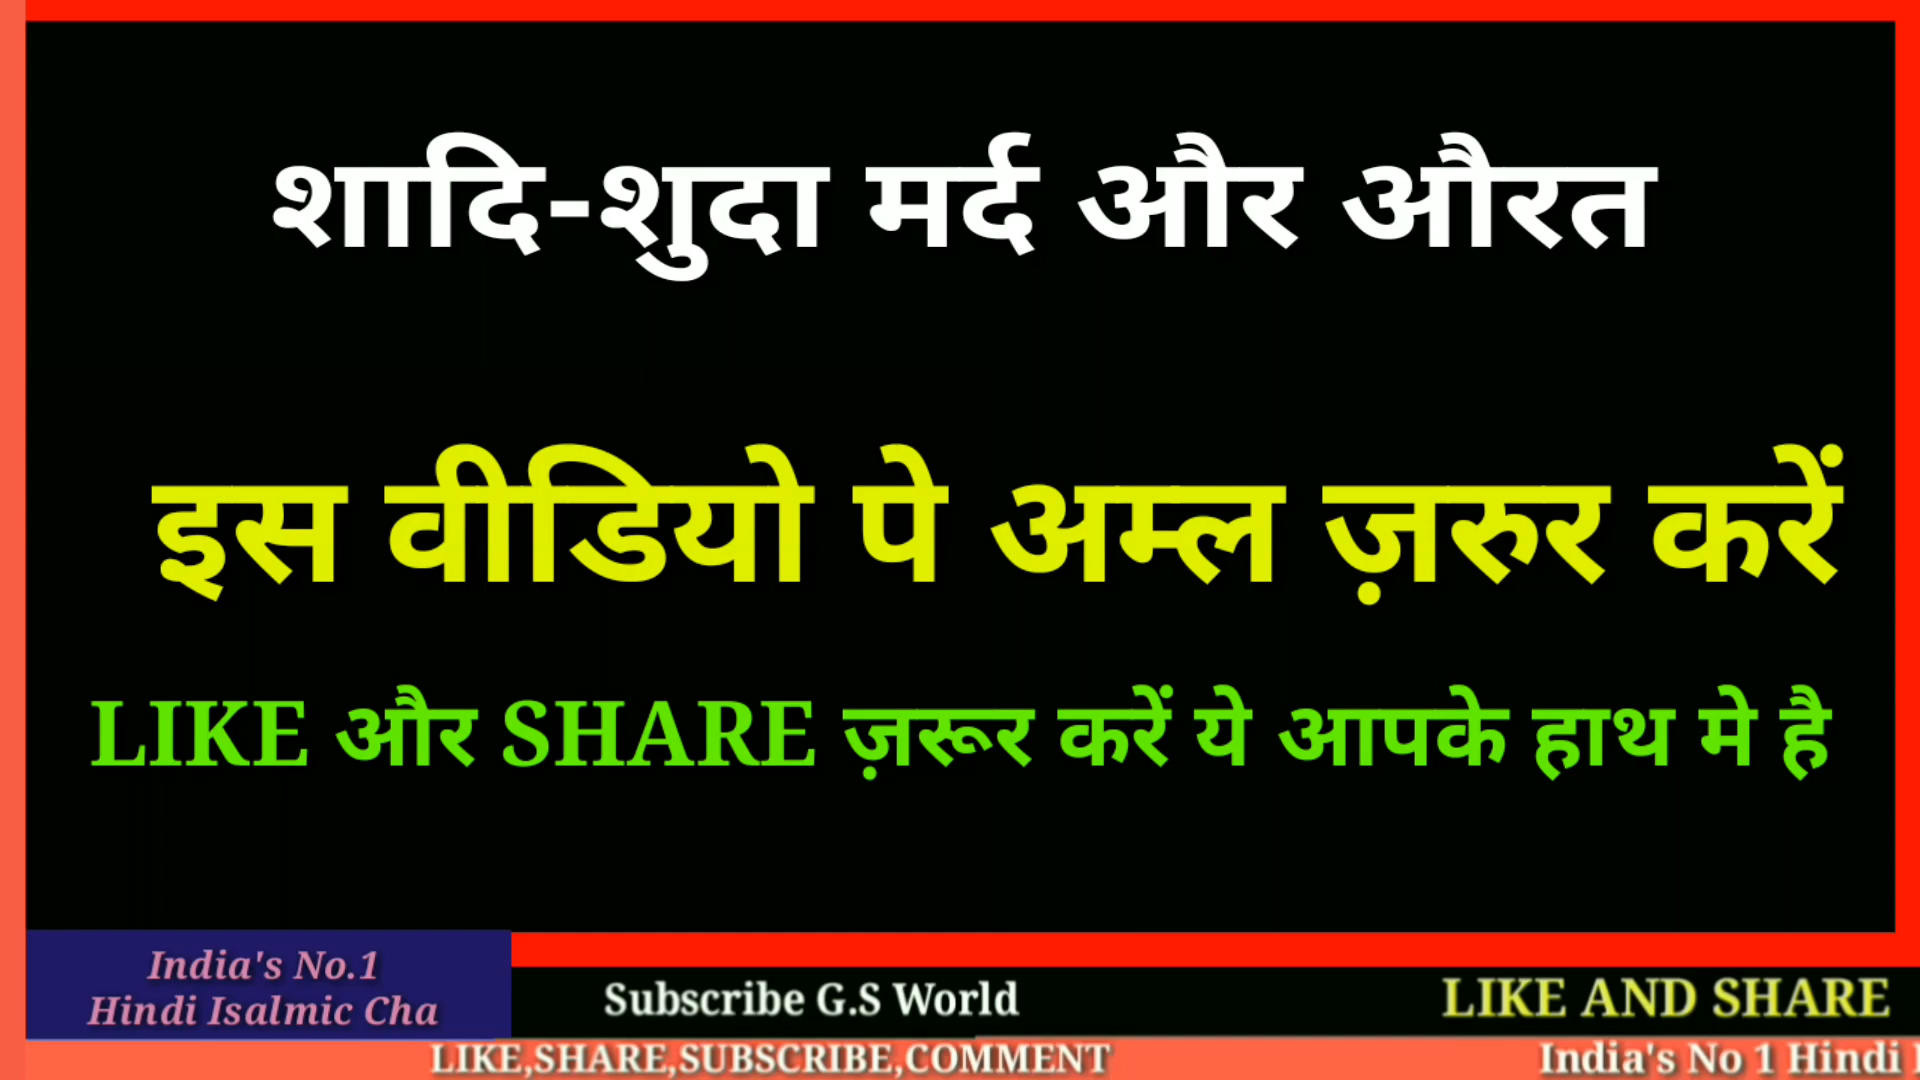 शादि-शुदा मर्द और औरत
इस वीडियो पे अम्ल ज़रुर करें
LIKE और SHARE ज़रूर करें ये आपके हाथ मे है
India's No.1
Hindi Isalmic Cha
Subscribe G.S World
LIKE AND SHARE
LIKE,SHARE,SUBSCRIBE,COMMENT
India's No 1 Hindi